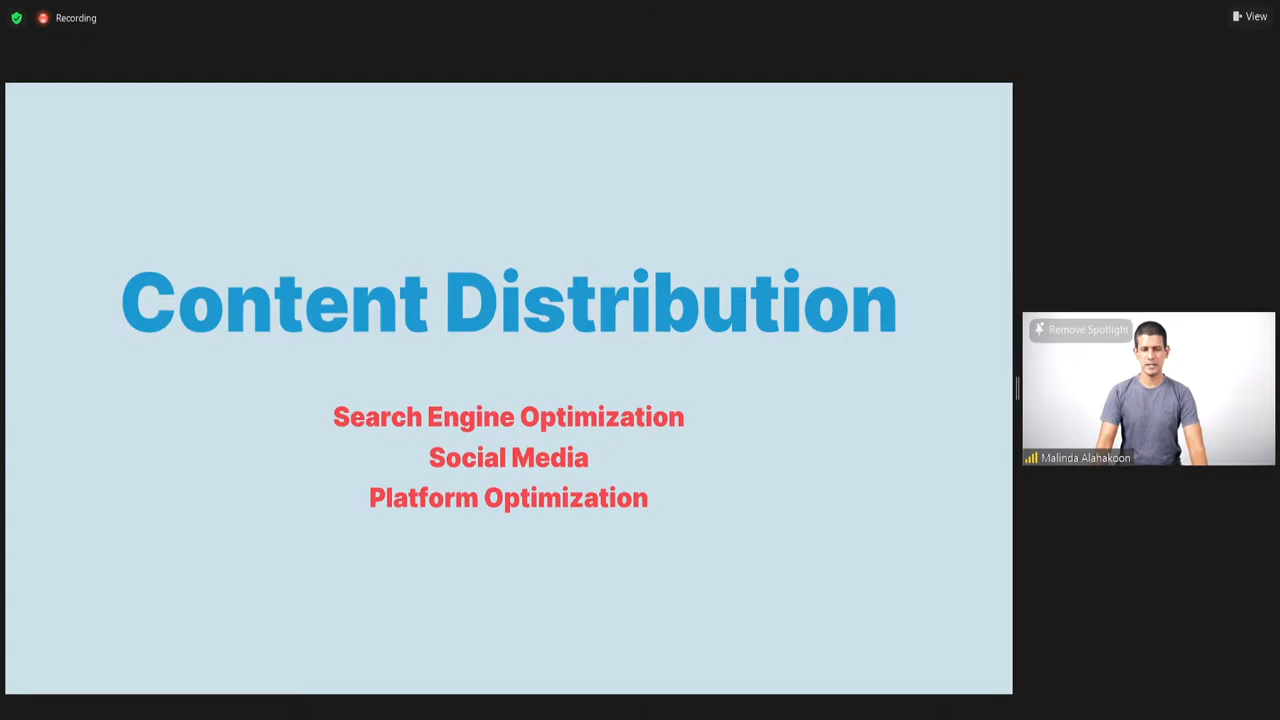 Recording
View
Content Distribution
Search Engine Optimization
Social Media
Platform Optimization
Remove Spotlight
Malinda Alahakoon